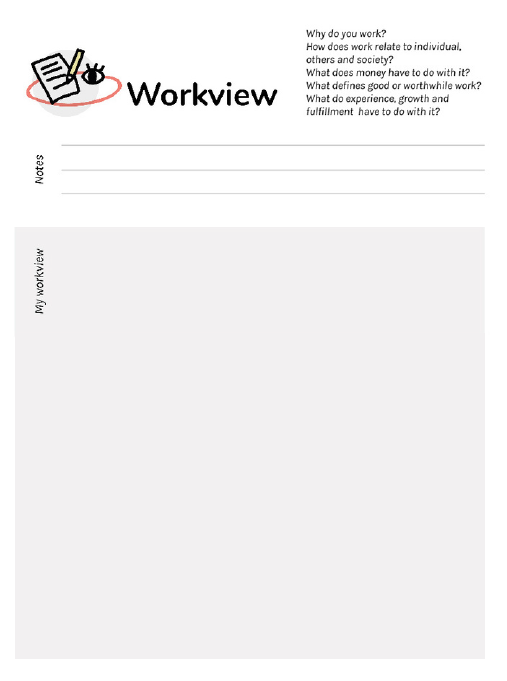 Why do you work?
How does work relate to individual,
others and society?
What does money have to do with it?
What defines good or worthwhile work?
What do experience, growth and
fulfillment have to do with it?
Workview
Notes
My workview